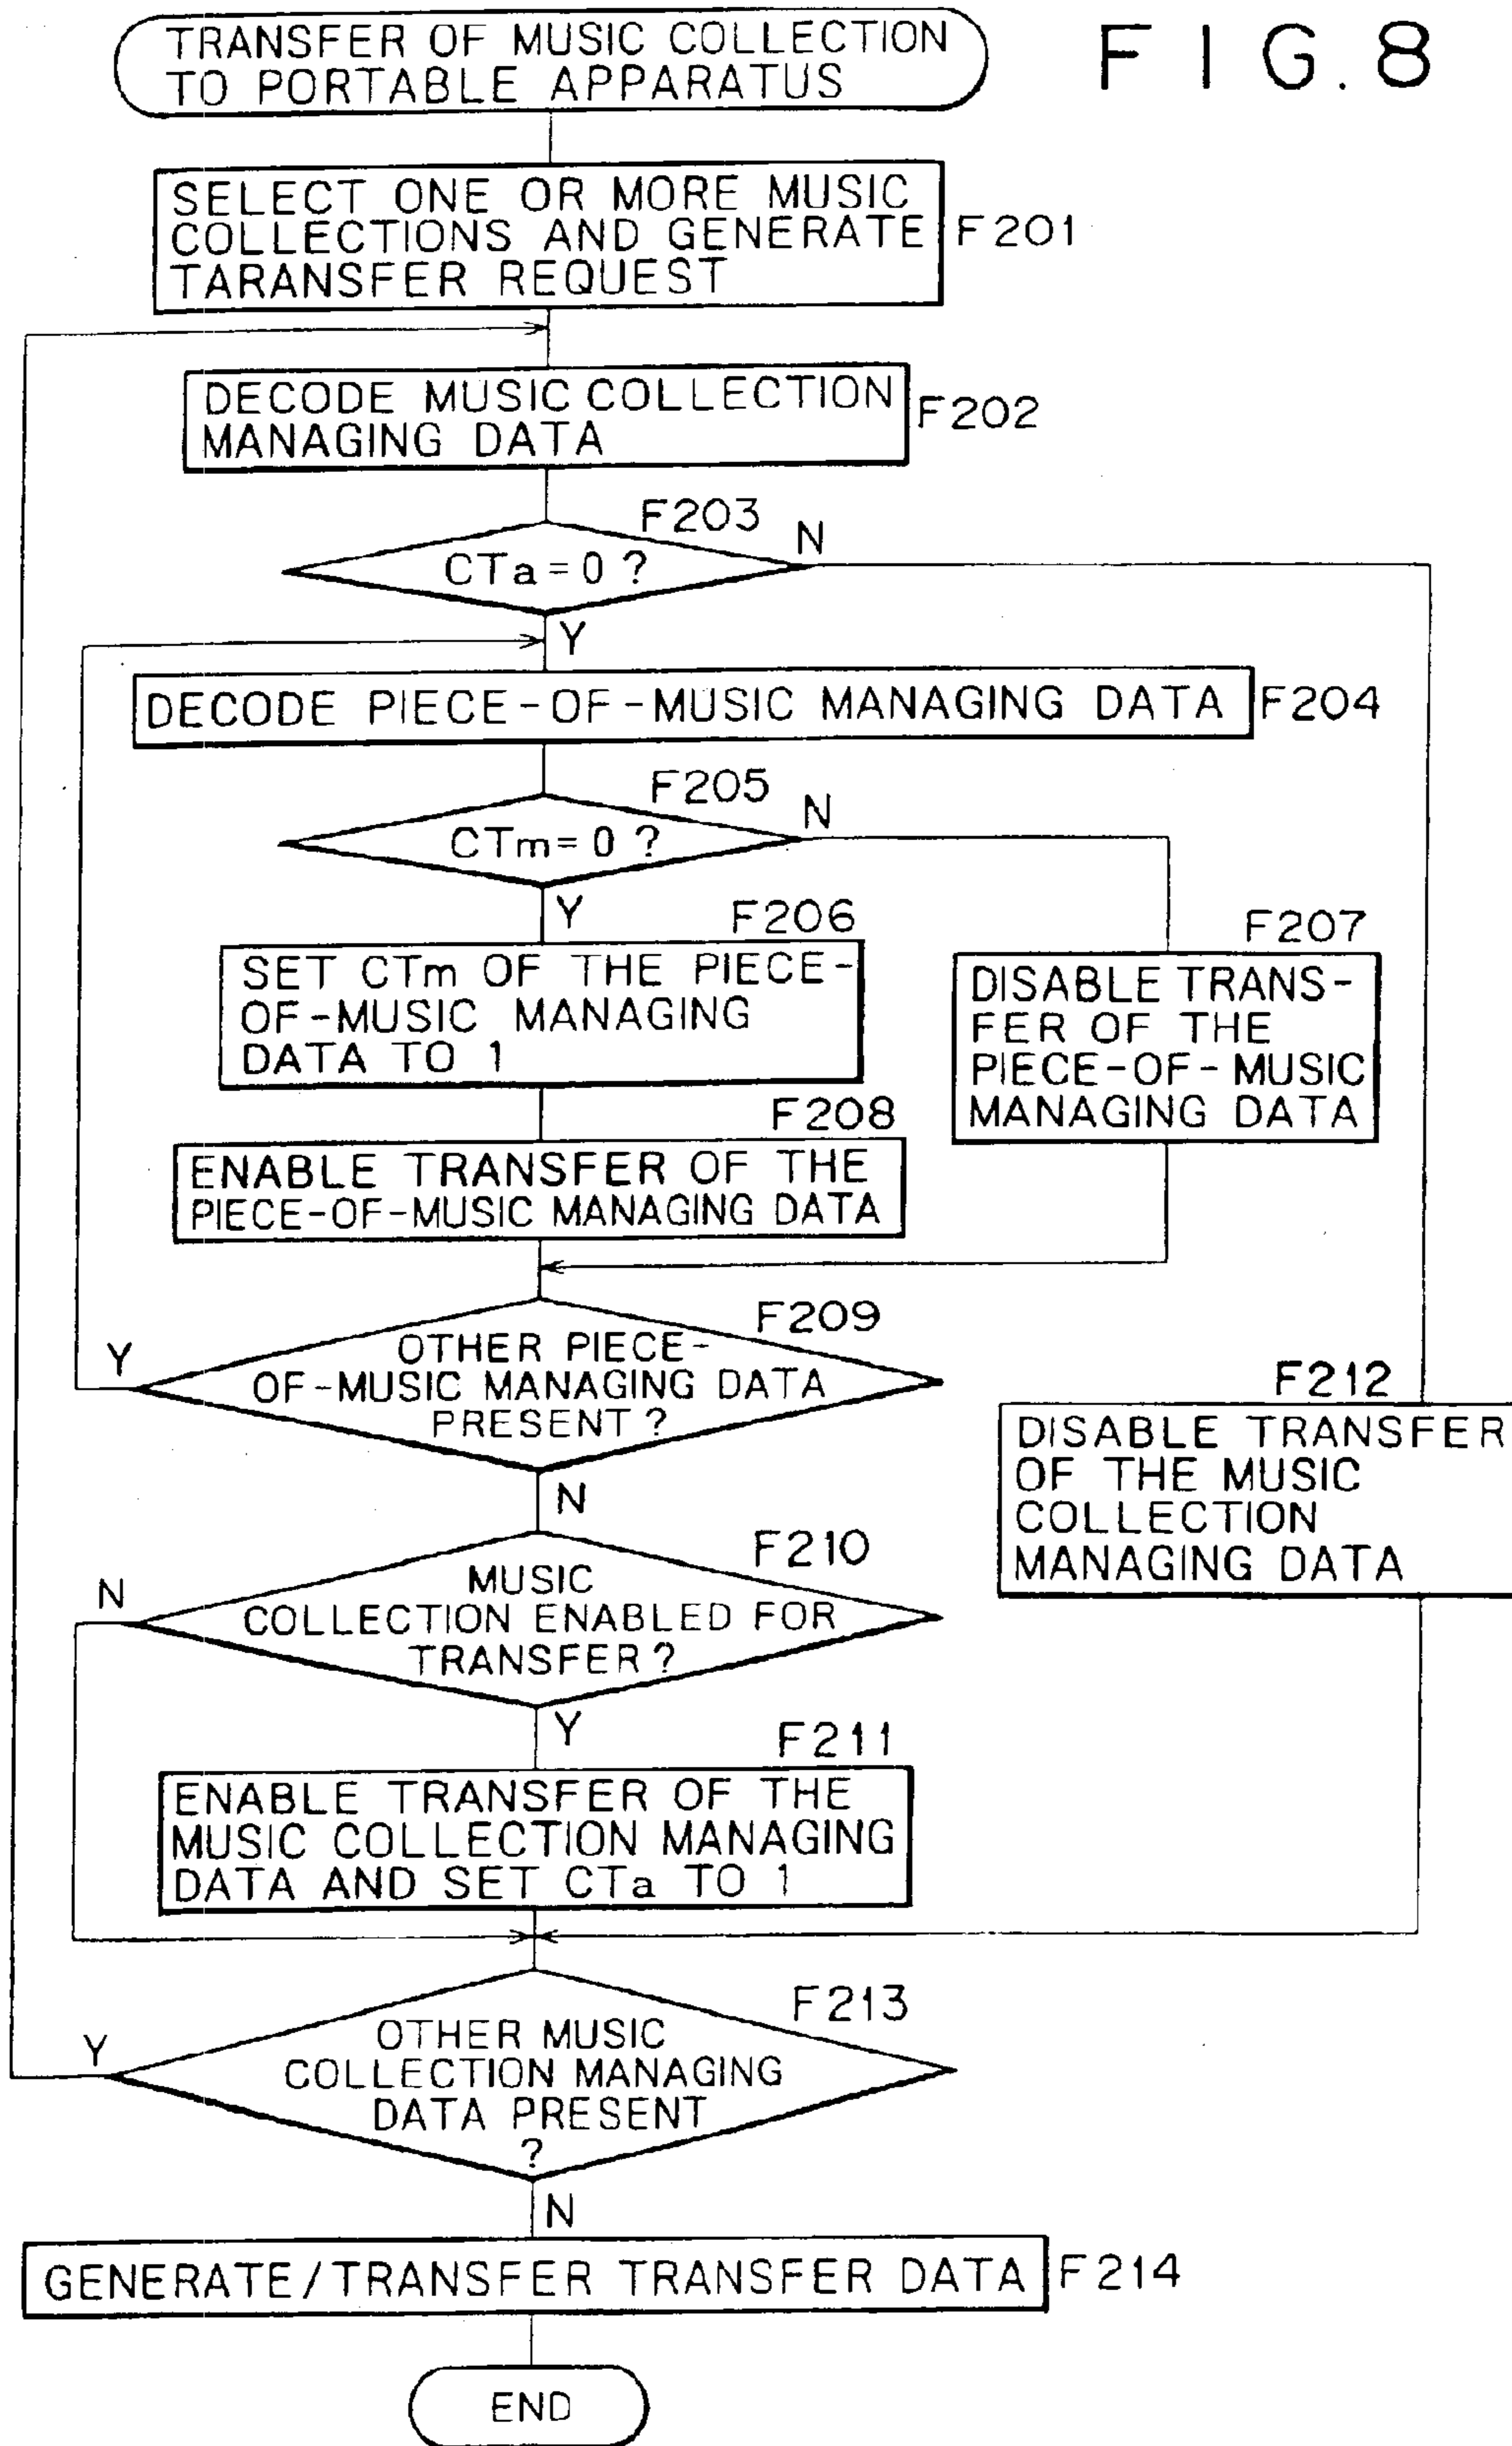 FIG.8
TRANSFER OF MUSIC COLLECTION
TO PORTABLE APPARATUS
SELECT ONE OR MORE MUSIC
COLLECTIONS AND GENERATE
TARANSFER REQUEST
F201
DECODE MUSIC COLLECTION
MANAGING DATA
F202
F203
CTa=0?
N
Y
DECODE PIECE-OF-MUSIC MANAGING DATA
F204
F205
CTm=0?
N
Y
F206
SET CTm OF THE PIECE-
OF-MUSIC MANAGING
DATA TO 1
F207
DISABLE TRANS-
FER OF THE
PIECE-OF-MUSIC
MANAGING DATA
F208
ENABLE TRANSFER OF THE
PIECE-OF-MUSIC MANAGING DATA
F209
OTHER PIECE-
OF-MUSIC MANAGING DATA
PRESENT?
Y
N
F212
DISABLE TRANSFER
OF THE MUSIC
COLLECTION
MANAGING DATA
F210
MUSIC
COLLECTION ENABLED FOR
TRANSFER?
N
Y
F211
ENABLE TRANSFER OF THE
MUSIC COLLECTION MANAGING
DATA AND SET CTa TO 1
F213
OTHER MUSIC
COLLECTION MANAGING
DATA PRESENT
?
Y
N
GENERATE/TRANSFER TRANSFER DATA
F214
END